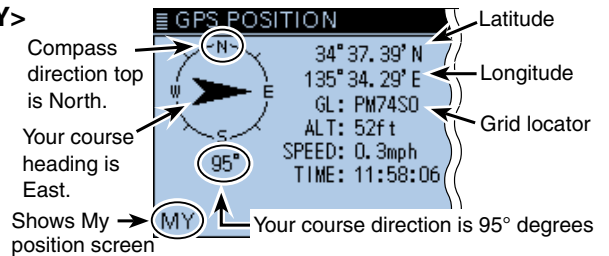 Y>
≣ GPS POSITION
Compass
direction top
is North.
Your course
heading is
East.
Shows My
position screen
N
W
E
S
95°
MY
34°37.39'N
135°34.29'E
GL: PM74SO
ALT: 52ft
SPEED: 0.3mph
TIME: 11:58:06
Latitude
Longitude
Grid locator
Your course direction is 95° degrees